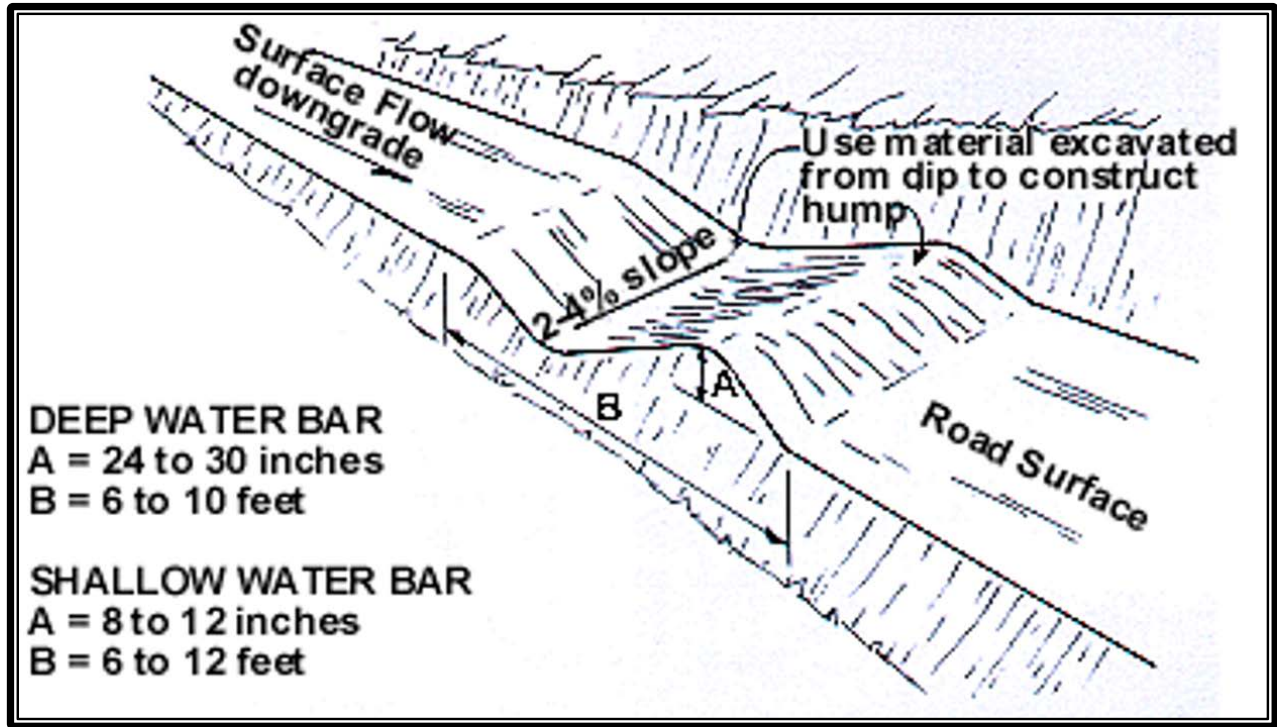 Surface Flow
downgrade
Use material excavated
from dip to construct
hump
2-4% slope
A
B
Road Surface
DEEP WATER BAR
A = 24 to 30 inches
B = 6 to 10 feet
SHALLOW WATER BAR
A = 8 to 12 inches
B = 6 to 12 feet